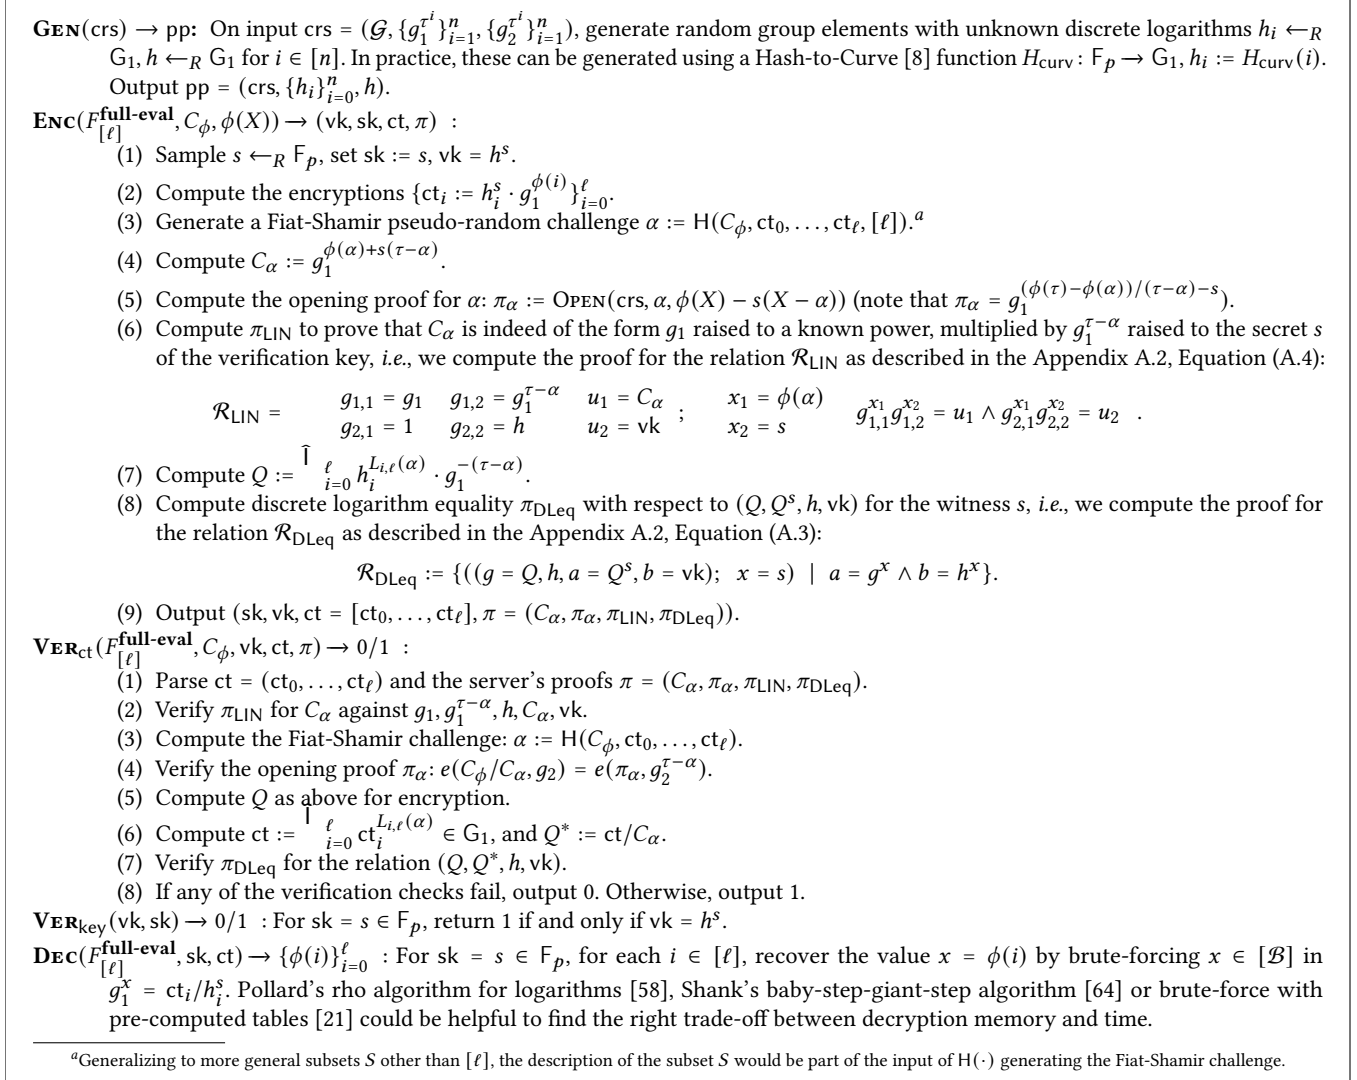 GEN(crs) → pp: On input crs = (𝒢, {g_1^{τ^i}}_{i=1}^n, {g_2^{τ^i}}_{i=1}^n), generate random group elements with unknown discrete logarithms h_i ←_R
G_1, h ←_R G_1 for i ∈ [n]. In practice, these can be generated using a Hash-to-Curve [8] function H_curv : F_p → G_1, h_i := H_curv(i).
Output pp = (crs, {h_i}_{i=0}^n, h).
ENC(F_{[ℓ]}^{full-eval}, C_ϕ, ϕ(X)) → (vk, sk, ct, π) :
(1) Sample s ←_R F_p, set sk := s, vk = h^s.
(2) Compute the encryptions {ct_i := h_i^s · g_1^{ϕ(i)}}_{i=0}^ℓ.
(3) Generate a Fiat-Shamir pseudo-random challenge α := H(C_ϕ, ct_0, . . . , ct_ℓ, [ℓ]).^a
(4) Compute C_α := g_1^{ϕ(α)+s(τ−α)}.
(5) Compute the opening proof for α: π_α := OPEN(crs, α, ϕ(X) − s(X − α)) (note that π_α = g_1^{(ϕ(τ)−ϕ(α))/(τ−α)−s}).
(6) Compute π_LIN to prove that C_α is indeed of the form g_1 raised to a known power, multiplied by g_1^{τ−α} raised to the secret s
of the verification key, i.e., we compute the proof for the relation ℛ_LIN as described in the Appendix A.2, Equation (A.4):
g_{1,1} = g_1 g_{1,2} = g_1^{τ−α} u_1 = C_α x_1 = ϕ(α)
ℛ_LIN = ; g_{1,1}^{x_1} g_{1,2}^{x_2} = u_1 ∧ g_{2,1}^{x_1} g_{2,2}^{x_2} = u_2 .
g_{2,1} = 1 g_{2,2} = h u_2 = vk x_2 = s
(7) Compute Q := _{i=0}^ℓ h_i^{L_{i,ℓ}(α)} · g_1^{−(τ−α)}.
(8) Compute discrete logarithm equality π_DLeq with respect to (Q, Q^s, h, vk) for the witness s, i.e., we compute the proof for
the relation ℛ_DLeq as described in the Appendix A.2, Equation (A.3):
ℛ_DLeq := {((g = Q, h, a = Q^s, b = vk); x = s) | a = g^x ∧ b = h^x}.
(9) Output (sk, vk, ct = [ct_0, . . . , ct_ℓ], π = (C_α, π_α, π_LIN, π_DLeq)).
VER_ct(F_{[ℓ]}^{full-eval}, C_ϕ, vk, ct, π) → 0/1 :
(1) Parse ct = (ct_0, . . . , ct_ℓ) and the server's proofs π = (C_α, π_α, π_LIN, π_DLeq).
(2) Verify π_LIN for C_α against g_1, g_1^{τ−α}, h, C_α, vk.
(3) Compute the Fiat-Shamir challenge: α := H(C_ϕ, ct_0, . . . , ct_ℓ).
(4) Verify the opening proof π_α: e(C_ϕ/C_α, g_2) = e(π_α, g_2^{τ−α}).
(5) Compute Q as above for encryption.
(6) Compute ct := _{i=0}^ℓ ct_i^{L_{i,ℓ}(α)} ∈ G_1, and Q^* := ct/C_α.
(7) Verify π_DLeq for the relation (Q, Q^*, h, vk).
(8) If any of the verification checks fail, output 0. Otherwise, output 1.
VER_key(vk, sk) → 0/1 : For sk = s ∈ F_p, return 1 if and only if vk = h^s.
DEC(F_{[ℓ]}^{full-eval}, sk, ct) → {ϕ(i)}_{i=0}^ℓ : For sk = s ∈ F_p, for each i ∈ [ℓ], recover the value x = ϕ(i) by brute-forcing x ∈ [ℬ] in
g_1^x = ct_i/h_i^s. Pollard's rho algorithm for logarithms [58], Shank's baby-step-giant-step algorithm [64] or brute-force with
pre-computed tables [21] could be helpful to find the right trade-off between decryption memory and time.
^a Generalizing to more general subsets S other than [ℓ], the description of the subset S would be part of the input of H(·) generating the Fiat-Shamir challenge.